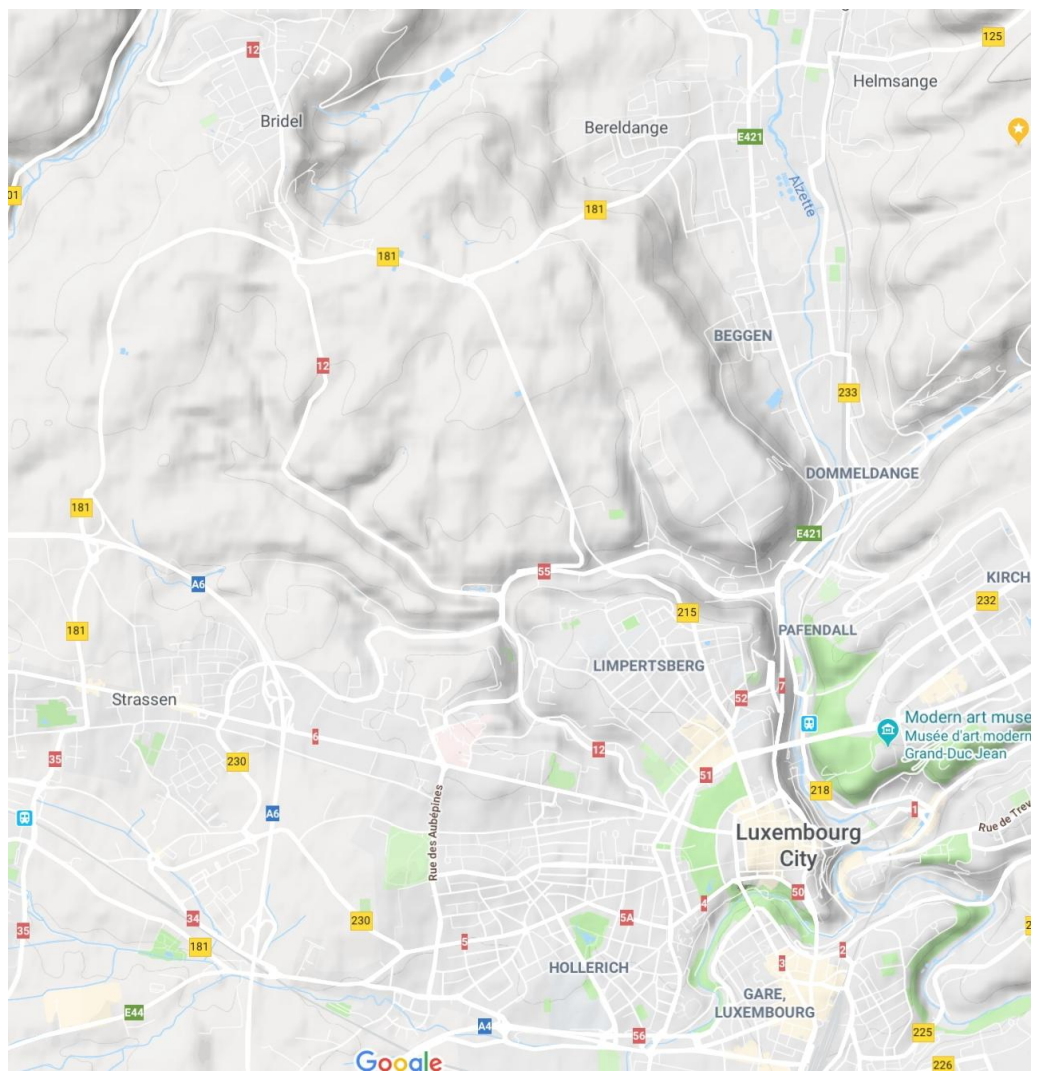 125
12
Helmsange
Bridel
Bereldange
E421
Alzette
01
181
181
BEGGEN
12
233
DOMMELDANGE
181
E421
55
A6
KIRCH
232
215
181
PAFENDALL
LIMPERTSBERG
7
52
Strassen
Modern art muse
Musée d'art modern
Grand-Duc Jean
6
12
35
230
51
218
1
A6
Rue des Aubépines
Rue de Trev
Luxembourg
City
50
4
34
5A
230
35
2
181
5
2
3
HOLLERICH
GARE,
LUXEMBOURG
E44
A4
56
225
226
Google